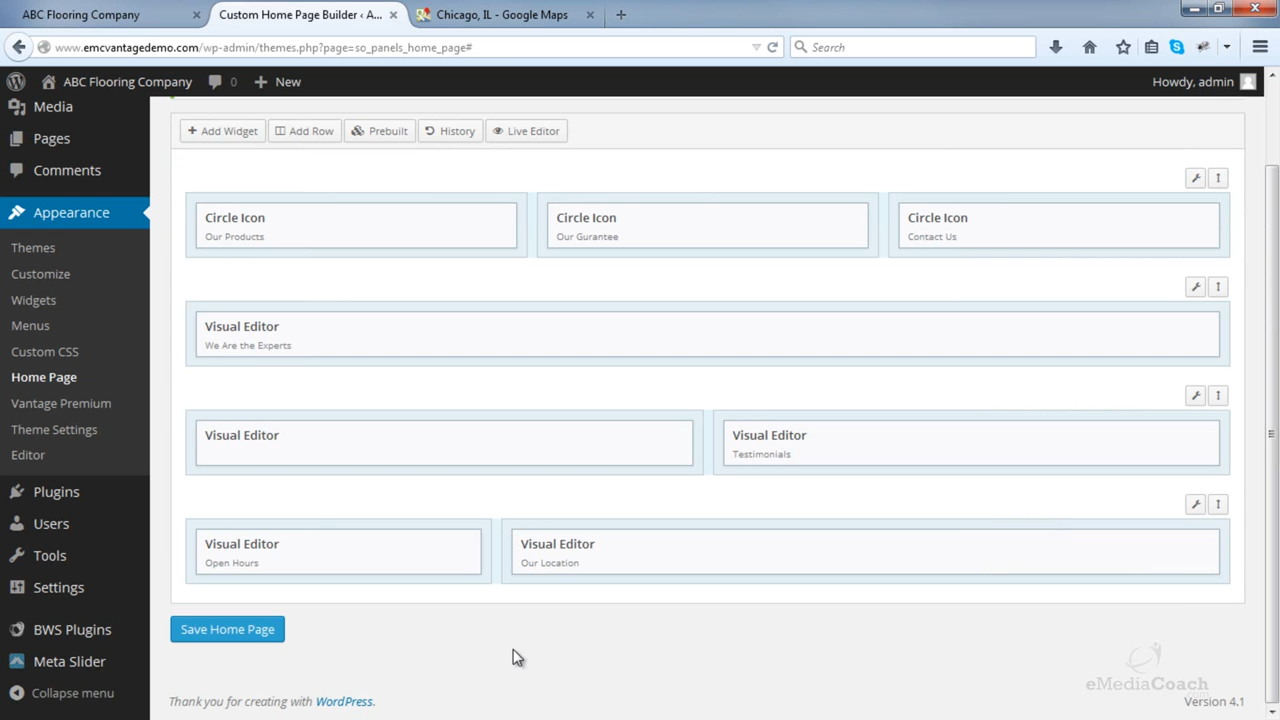 ABC Flooring Company
Custom Home Page Builder ‹ A...
Chicago, IL - Google Maps
www.emcvantagedemo.com/wp-admin/themes.php?page=so_panels_home_page#
Search
ABC Flooring Company
0
New
Howdy, admin
Media
Pages
Comments
Appearance
Themes
Customize
Widgets
Menus
Custom CSS
Home Page
Vantage Premium
Theme Settings
Editor
Plugins
Users
Tools
Settings
BWS Plugins
Meta Slider
Collapse menu
Add Widget
Add Row
Prebuilt
History
Live Editor
Circle Icon
Our Products
Circle Icon
Our Gurantee
Circle Icon
Contact Us
Visual Editor
We Are the Experts
Visual Editor
Visual Editor
Testimonials
Visual Editor
Open Hours
Visual Editor
Our Location
Save Home Page
eMediaCoach
Thank you for creating with WordPress.
Version 4.1